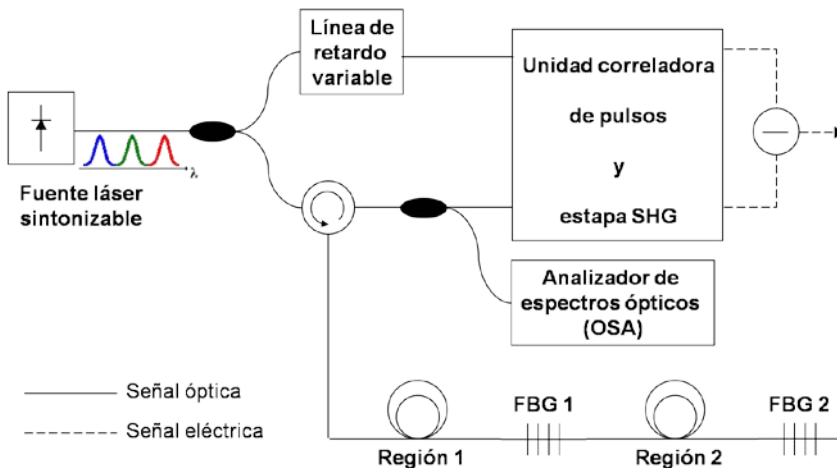 Línea de
retardo
variable
Unidad correladora
de pulsos
y
estapa SHG
λ
Fuente láser
sintonizable
Analizador de
espectros ópticos
(OSA)
Señal óptica
Señal eléctrica
FBG 1
FBG 2
Región 1
Región 2